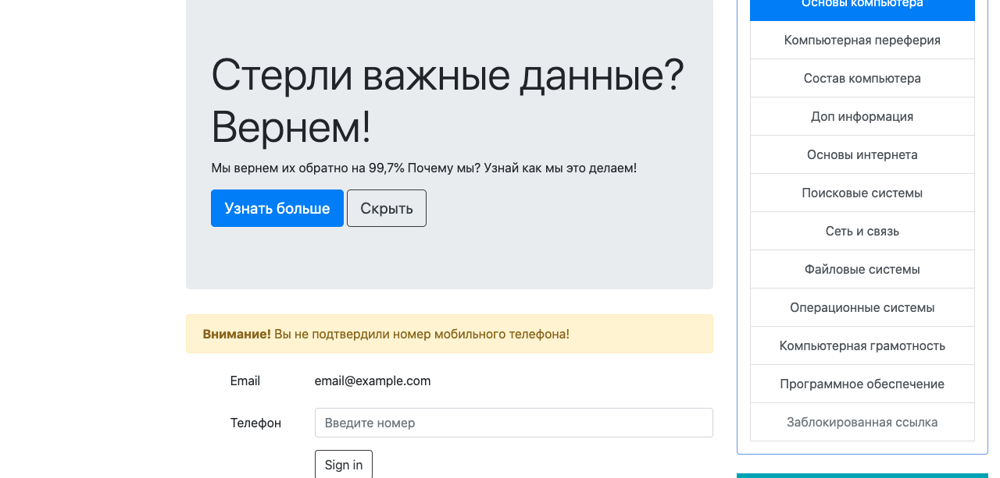 Стерли важные данные?
Вернем!
Мы вернем их обратно на 99,7% Почему мы? Узнай как мы это делаем!
Узнать больше
Скрыть
Внимание! Вы не подтвердили номер мобильного телефона!
Email
email@example.com
Телефон
Введите номер
Sign in
Основы компьютера
Компьютерная переферия
Состав компьютера
Доп информация
Основы интернета
Поисковые системы
Сеть и связь
Файловые системы
Операционные системы
Компьютерная грамотность
Программное обеспечение
Заблокированная ссылка